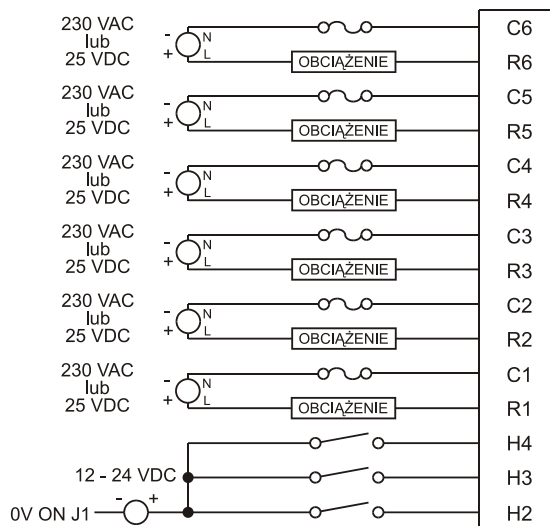 230 VAC
lub
25 VDC
- N
+ L
OBCIĄŻENIE
C6
R6
230 VAC
lub
25 VDC
- N
+ L
OBCIĄŻENIE
C5
R5
230 VAC
lub
25 VDC
- N
+ L
OBCIĄŻENIE
C4
R4
230 VAC
lub
25 VDC
- N
+ L
OBCIĄŻENIE
C3
R3
230 VAC
lub
25 VDC
- N
+ L
OBCIĄŻENIE
C2
R2
230 VAC
lub
25 VDC
- N
+ L
OBCIĄŻENIE
C1
R1
H4
12 - 24 VDC
H3
- +
0V ON J1
H2